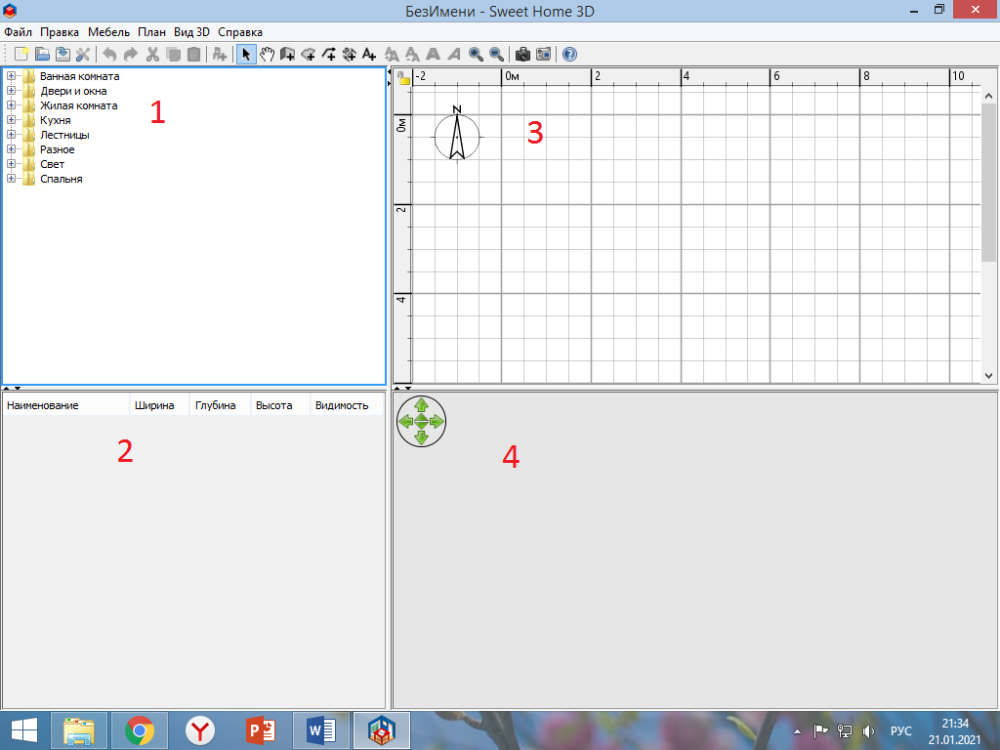 БезИмени - Sweet Home 3D
Файл Правка Мебель План Вид 3D Справка
Ванная комната
Двери и окна
Жилая комната
Кухня
Лестницы
Разное
Свет
Спальня
1
-2 0м 2 4 6 8 10
0м
2
4
N
3
Наименование Ширина Глубина Высота Видимость
2
4
РУС
21:34
21.01.2021